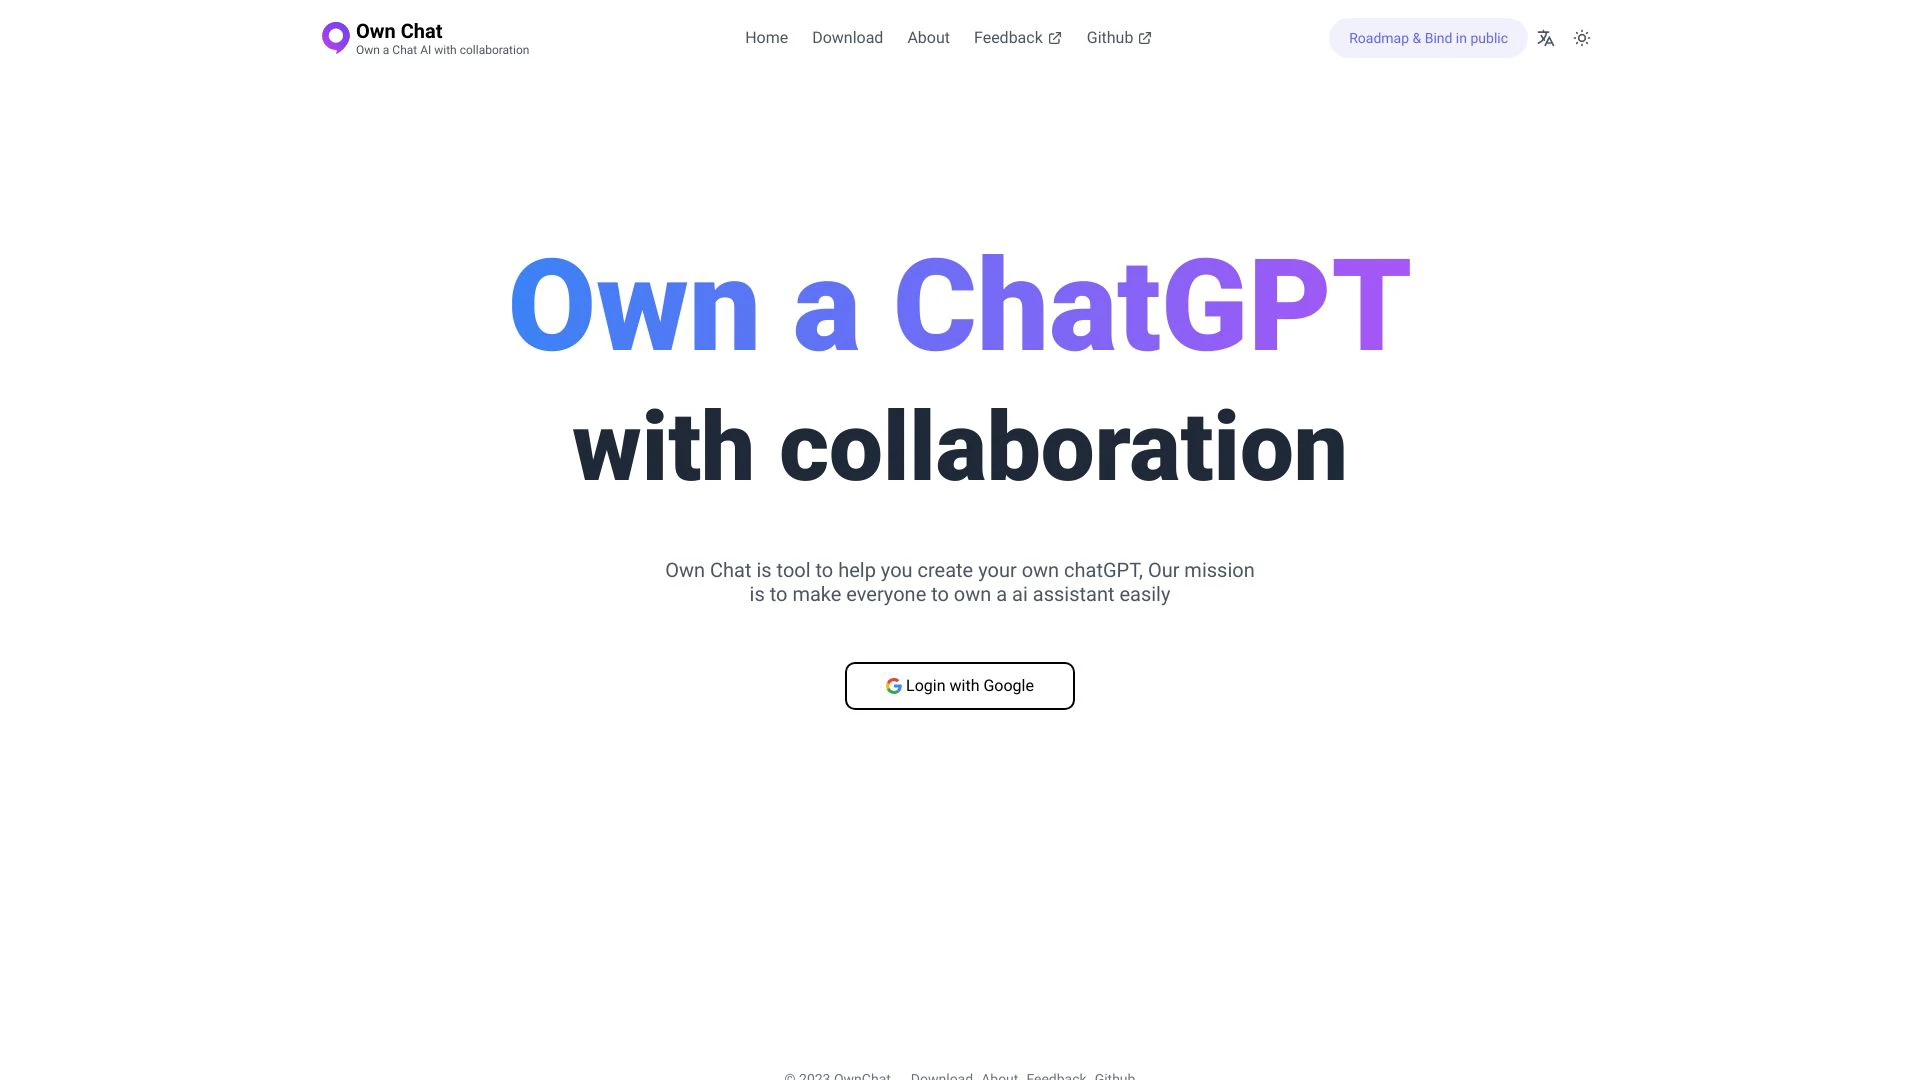 Own Chat
Own a Chat AI with collaboration
Home Download About Feedback Github
Roadmap & Bind in public
Own a ChatGPT
with collaboration
Own Chat is tool to help you create your own chatGPT, Our mission
is to make everyone to own a ai assistant easily
Login with Google
© 2023 OwnChat Download About Feedback Github